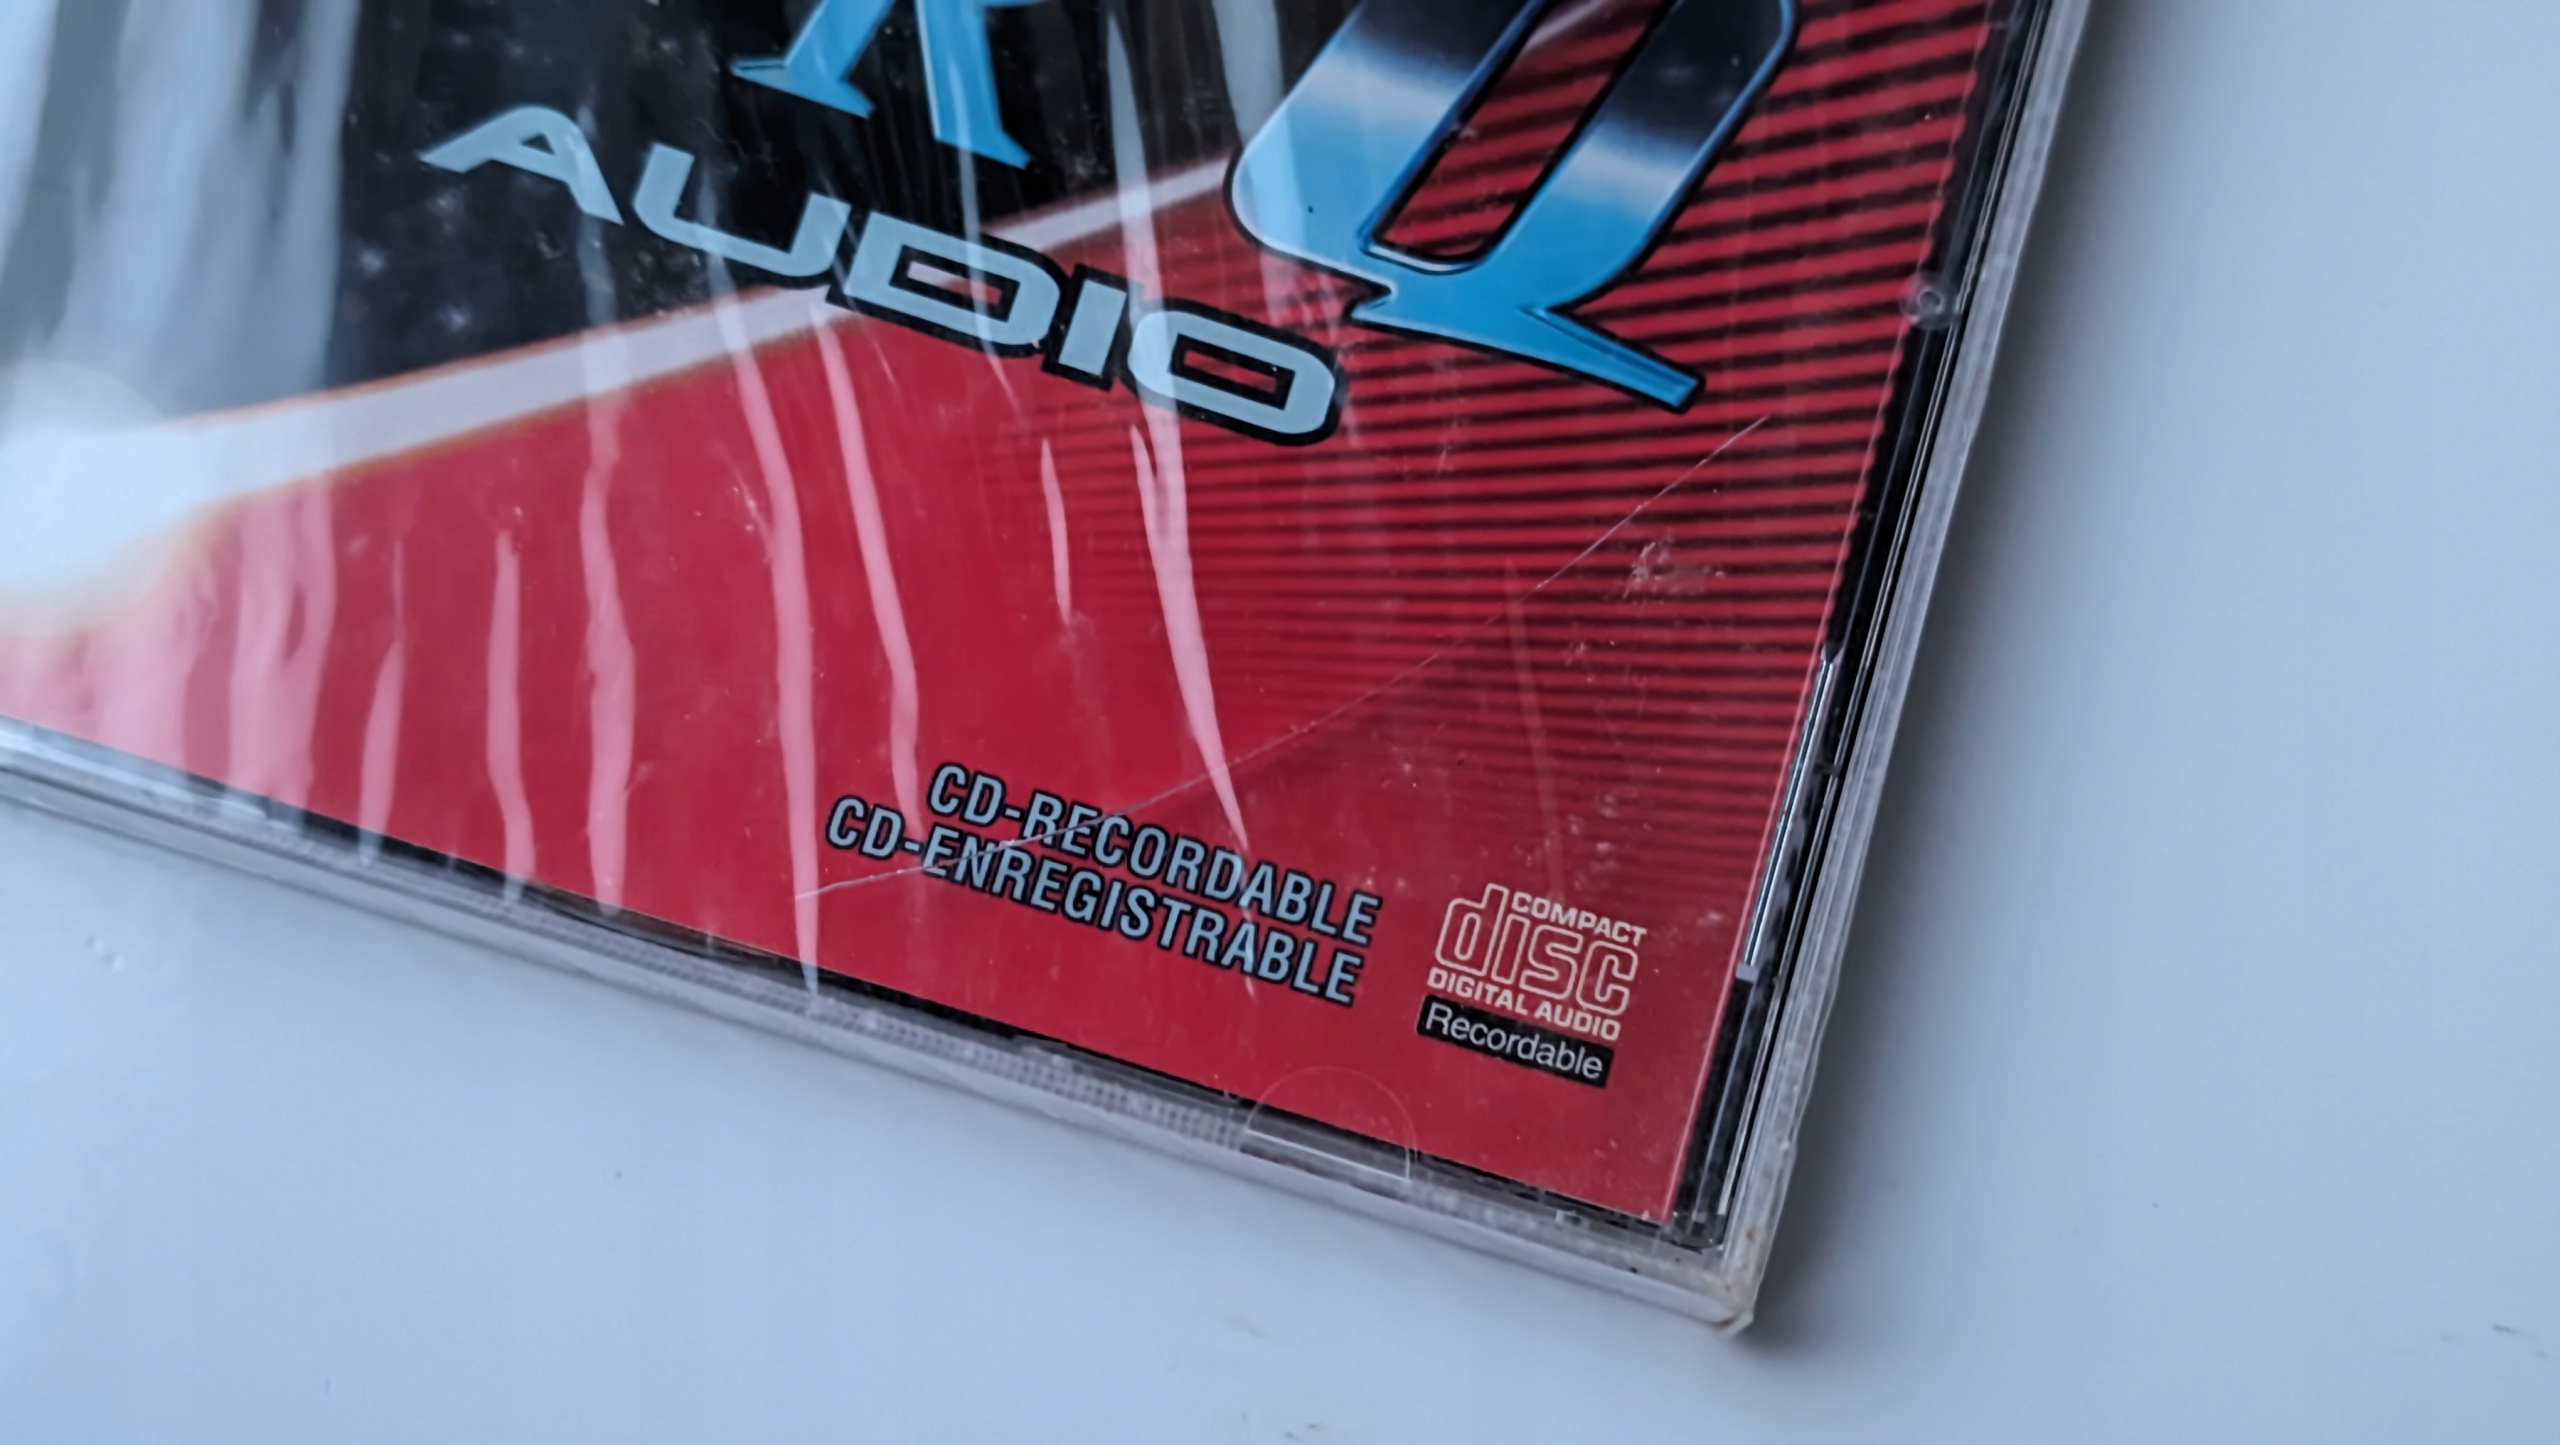 AUDIO
CD-RECORDABLE
CD-ENREGISTRABLE
COMPACT
disc
DIGITAL AUDIO
Recordable